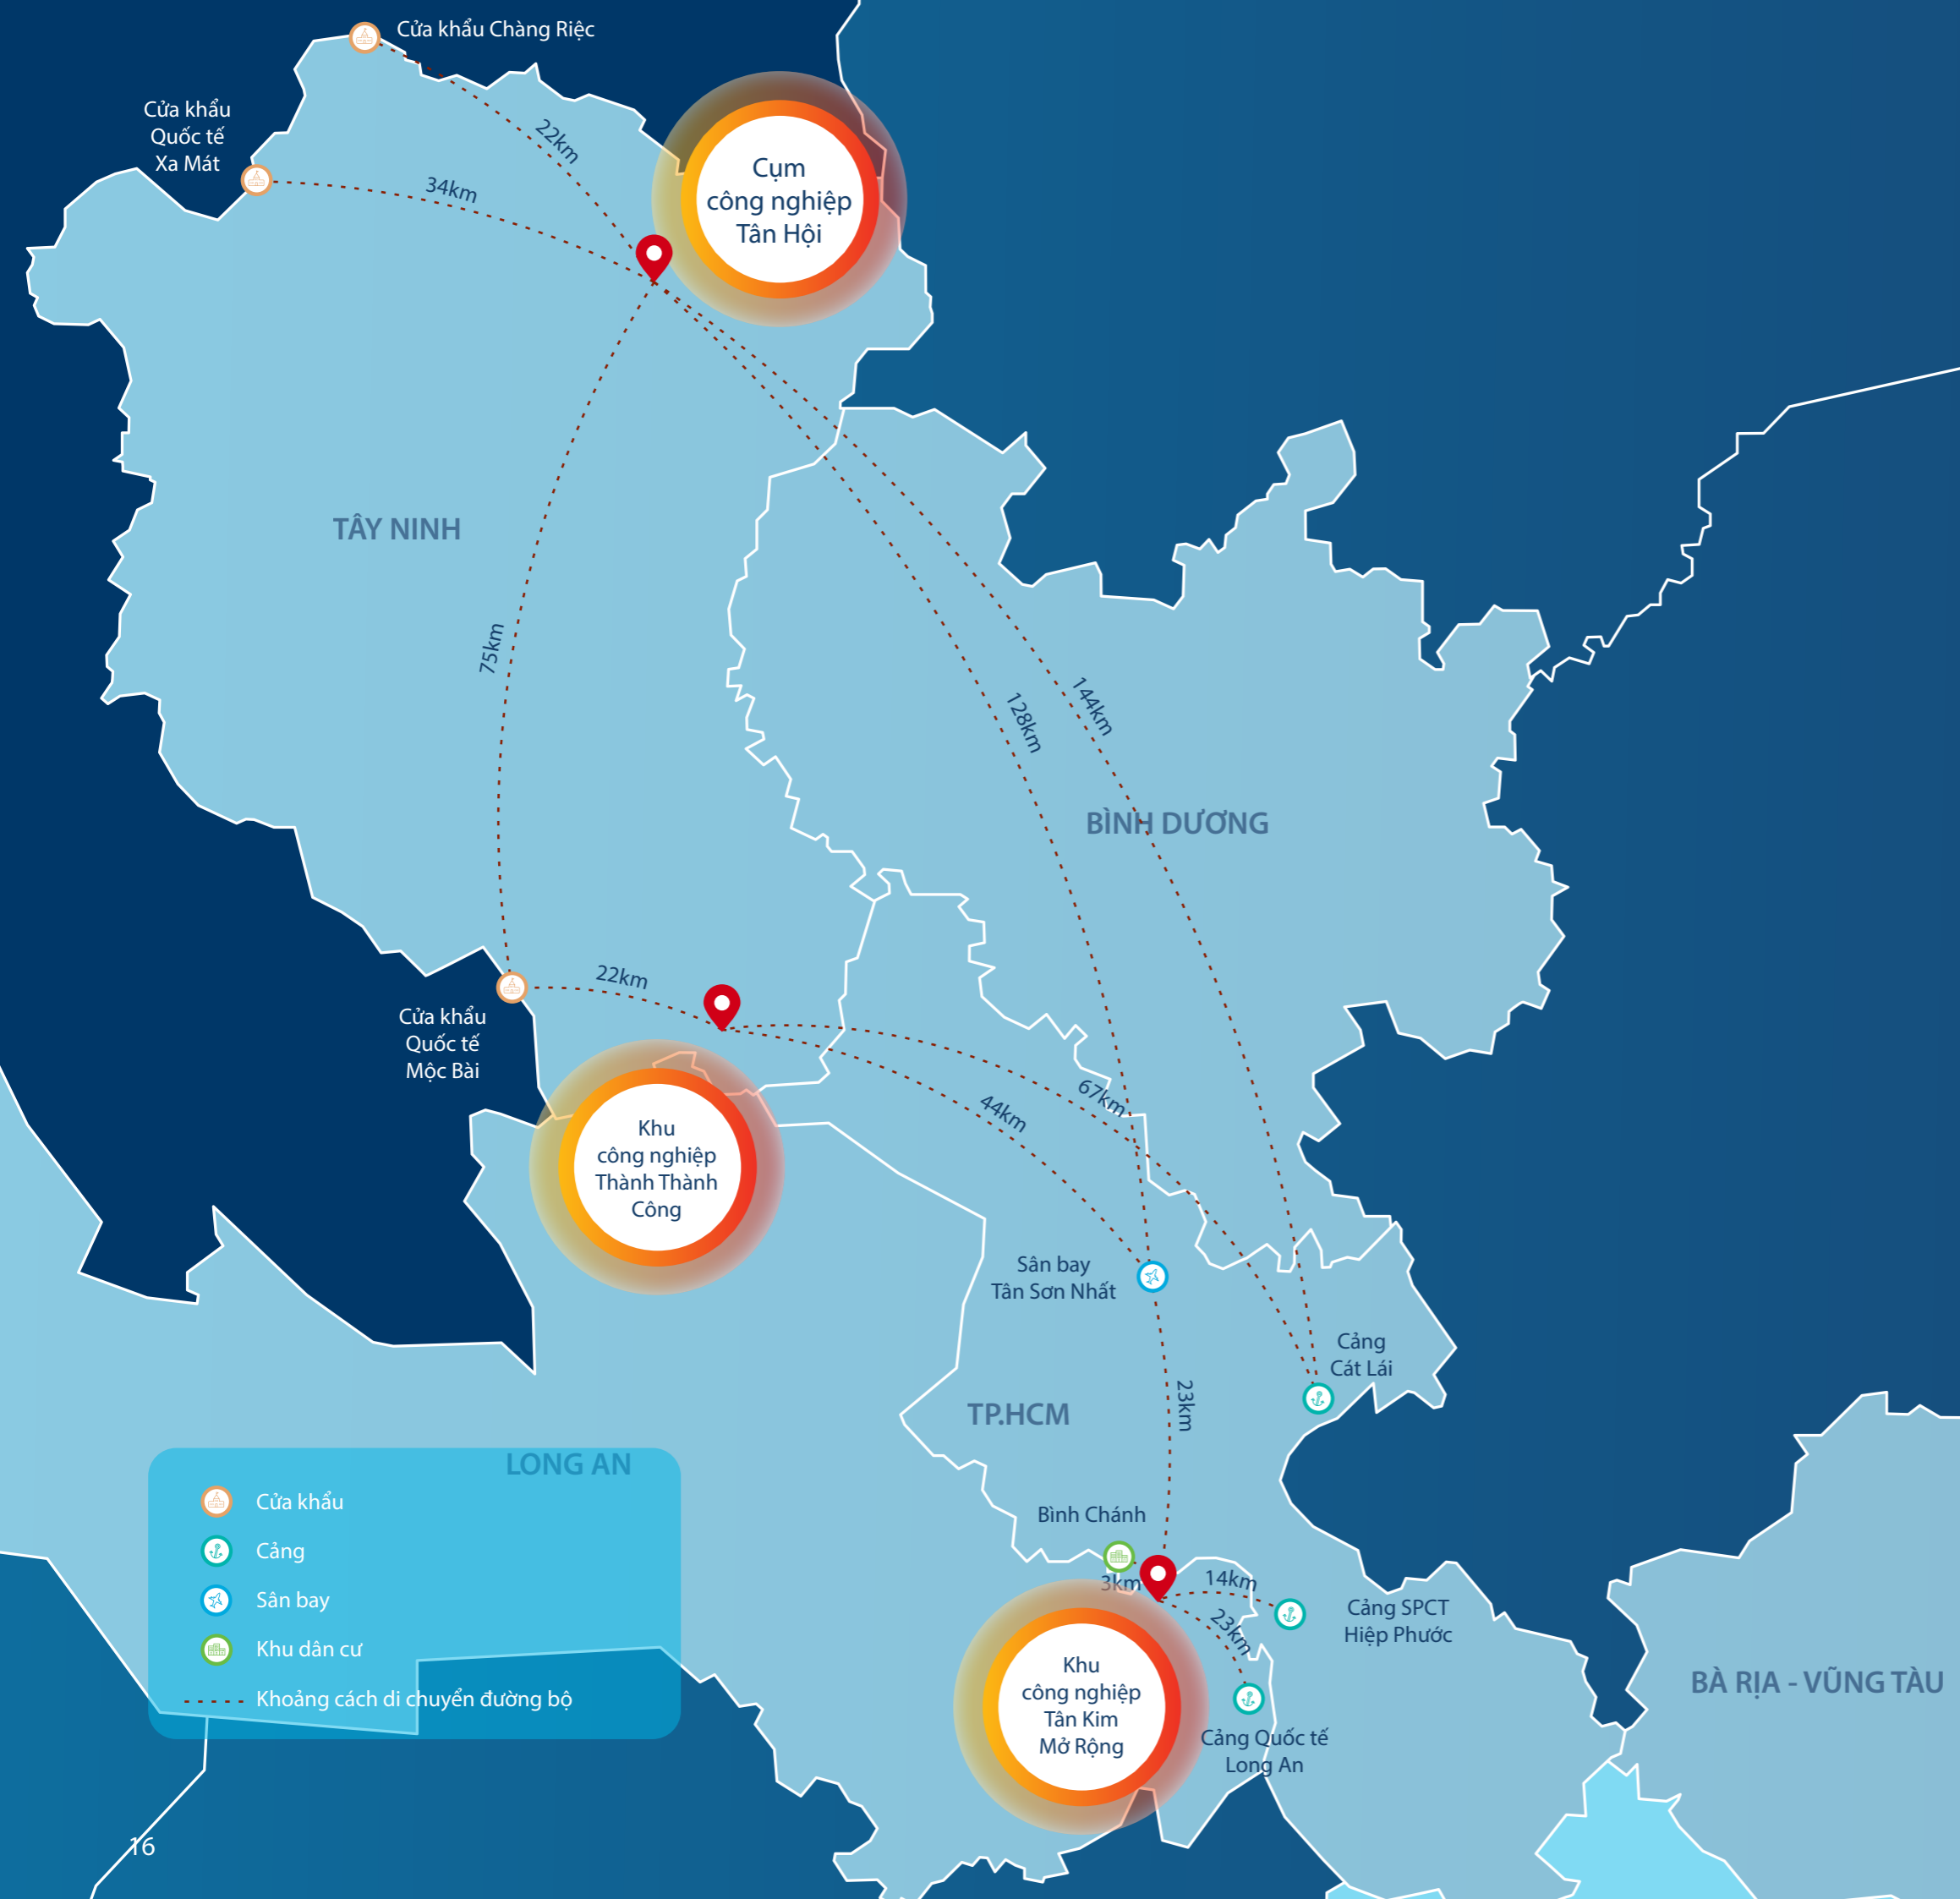 Cửa khẩu Chàng Riệc
Cửa khẩu
Quốc tế
Xa Mát
22km
34km
Cụm
công nghiệp
Tân Hội
TÂY NINH
75km
128km
144km
BÌNH DƯƠNG
22km
Cửa khẩu
Quốc tế
Mộc Bài
67km
44km
Khu
công nghiệp
Thành Thành
Công
Sân bay
Tân Sơn Nhất
Cảng
Cát Lái
23km
TP.HCM
LONG AN
Cửa khẩu
Cảng
Sân bay
Khu dân cư
Khoảng cách di chuyển đường bộ
Bình Chánh
3km
14km
23km
Cảng SPCT
Hiệp Phước
Khu
công nghiệp
Tân Kim
Mở Rộng
Cảng Quốc tế
Long An
BÀ RỊA - VŨNG TÀU
16